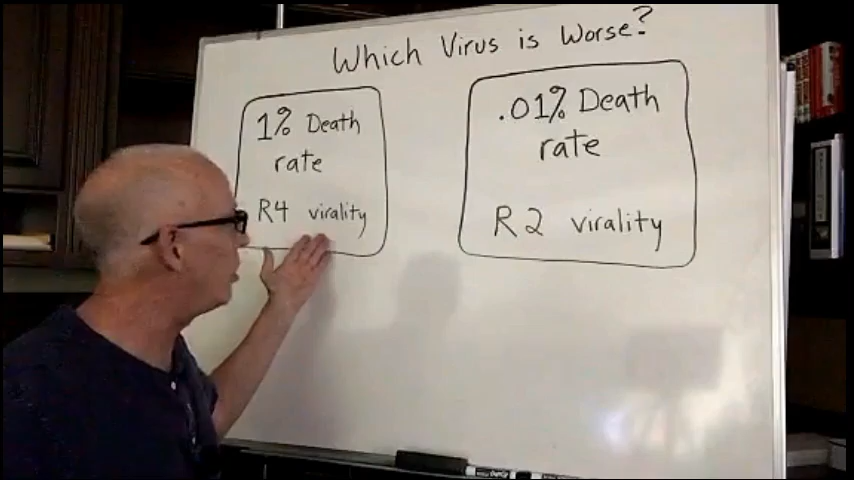 Which Virus is Worse?
1% Death
rate
R4 virality
.01% Death
rate
R2 virality